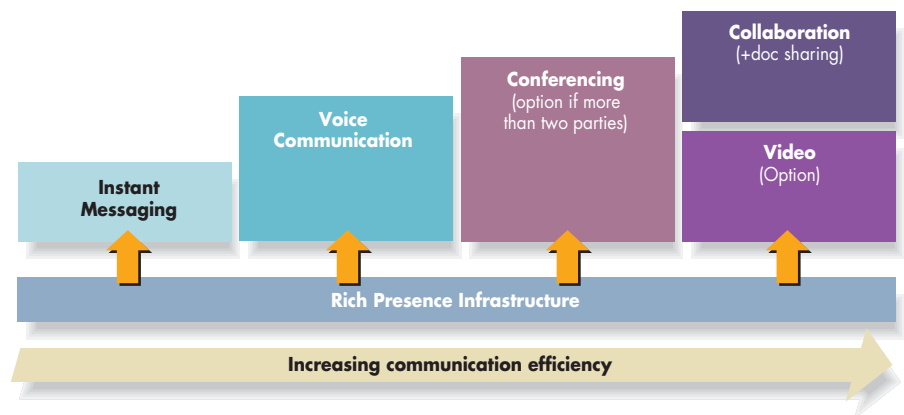 Instant
Messaging
Voice
Communication
Conferencing
(option if more
than two parties)
Collaboration
(+doc sharing)
Video
(Option)
Rich Presence Infrastructure
Increasing communication efficiency